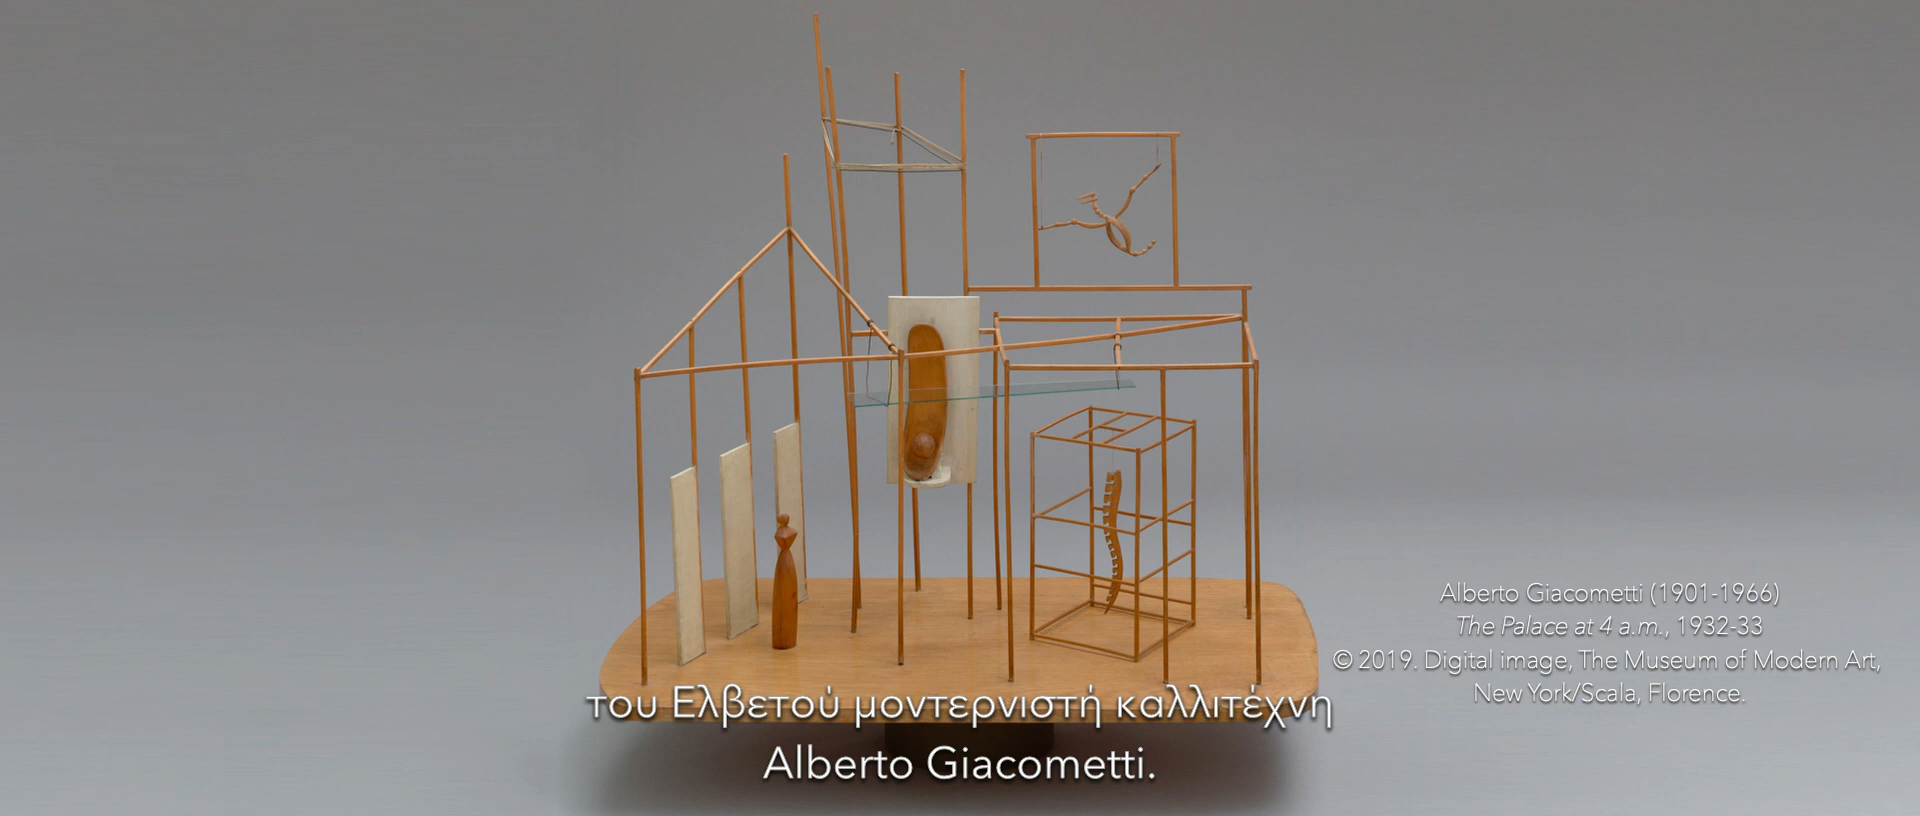 Alberto Giacometti (1901-1966)
The Palace at 4 a.m., 1932-33
© 2019. Digital image, The Museum of Modern Art,
New York/Scala, Florence.
του Ελβετού μοντερνιστή καλλιτέχνη
Alberto Giacometti.